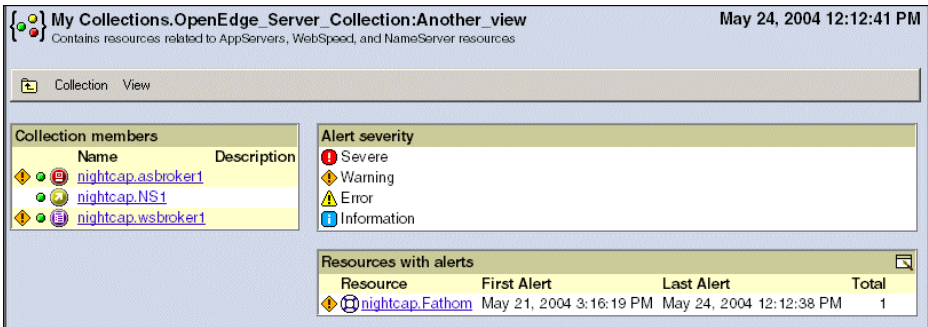 My Collections.OpenEdge_Server_Collection:Another_view May 24, 2004 12:12:41 PM
Contains resources related to AppServers, WebSpeed, and NameServer resources
Collection View
Collection members
Name Description
nightcap.asbroker1
nightcap.NS1
nightcap.wsbroker1
Alert severity
Severe
Warning
Error
Information
Resources with alerts
Resource First Alert Last Alert Total
nightcap.Fathom May 21, 2004 3:16:19 PM May 24, 2004 12:12:38 PM 1